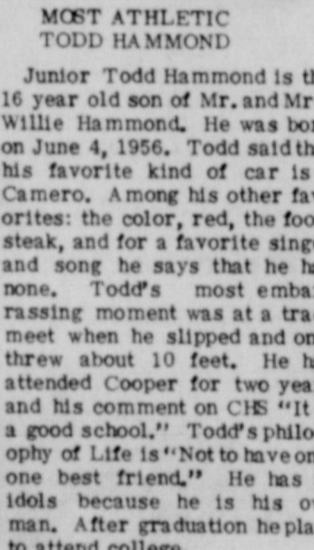 MOST ATHLETIC
TODD HAMMOND
Junior Todd Hammond is th
16 year old son of Mr. and Mr
Willie Hammond. He was bor
on June 4, 1956. Todd said th
his favorite kind of car is
Camero. Among his other fav
orites: the color, red, the foo
steak, and for a favorite sing
and song he says that he h
none. Todd's most emba
rassing moment was at a tra
meet when he slipped and on
threw about 10 feet. He h
attended Cooper for two yea
and his comment on CHS "It
a good school." Todd's philo
ophy of Life is "Not to have on
one best friend." He has
idols because he is his o
man. After graduation he pla
to attend college